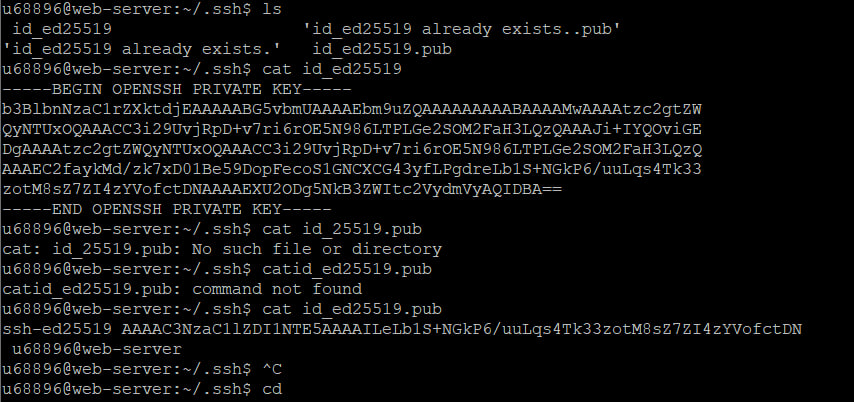 u68896@web-server:~/.ssh$ ls
 id_ed25519                   'id_ed25519 already exists..pub'
'id_ed25519 already exists.'   id_ed25519.pub
u68896@web-server:~/.ssh$ cat id_ed25519
-----BEGIN OPENSSH PRIVATE KEY-----
b3BlbnNzaC1rZXktdjEAAAAABG5vbmUAAAAEbm9uZQAAAAAAAAABAAAAMwAAAAtzc2gtZW
QyNTUxOQAAACC3i29UvjRpD+v7ri6rOE5N986LTPLGe2SOM2FaH3LQzQAAAJi+IYQOviGE
DgAAAAtzc2gtZWQyNTUxOQAAACC3i29UvjRpD+v7ri6rOE5N986LTPLGe2SOM2FaH3LQzQ
AAAEC2faykMd/zk7xD01Be59DopFecoS1GNCXCG43yfLPgdreLb1S+NGkP6/uuLqs4Tk33
zotM8sZ7ZI4zYVofctDNAAAAEXU2ODg5NkB3ZWItc2VydmVyAQIDBA==
-----END OPENSSH PRIVATE KEY-----
u68896@web-server:~/.ssh$ cat id_25519.pub
cat: id_25519.pub: No such file or directory
u68896@web-server:~/.ssh$ catid_ed25519.pub
catid_ed25519.pub: command not found
u68896@web-server:~/.ssh$ cat id_ed25519.pub
ssh-ed25519 AAAAC3NzaC1lZDI1NTE5AAAAILeLb1S+NGkP6/uuLqs4Tk33zotM8sZ7ZI4zYVofctDN
 u68896@web-server
u68896@web-server:~/.ssh$ ^C
u68896@web-server:~/.ssh$ cd